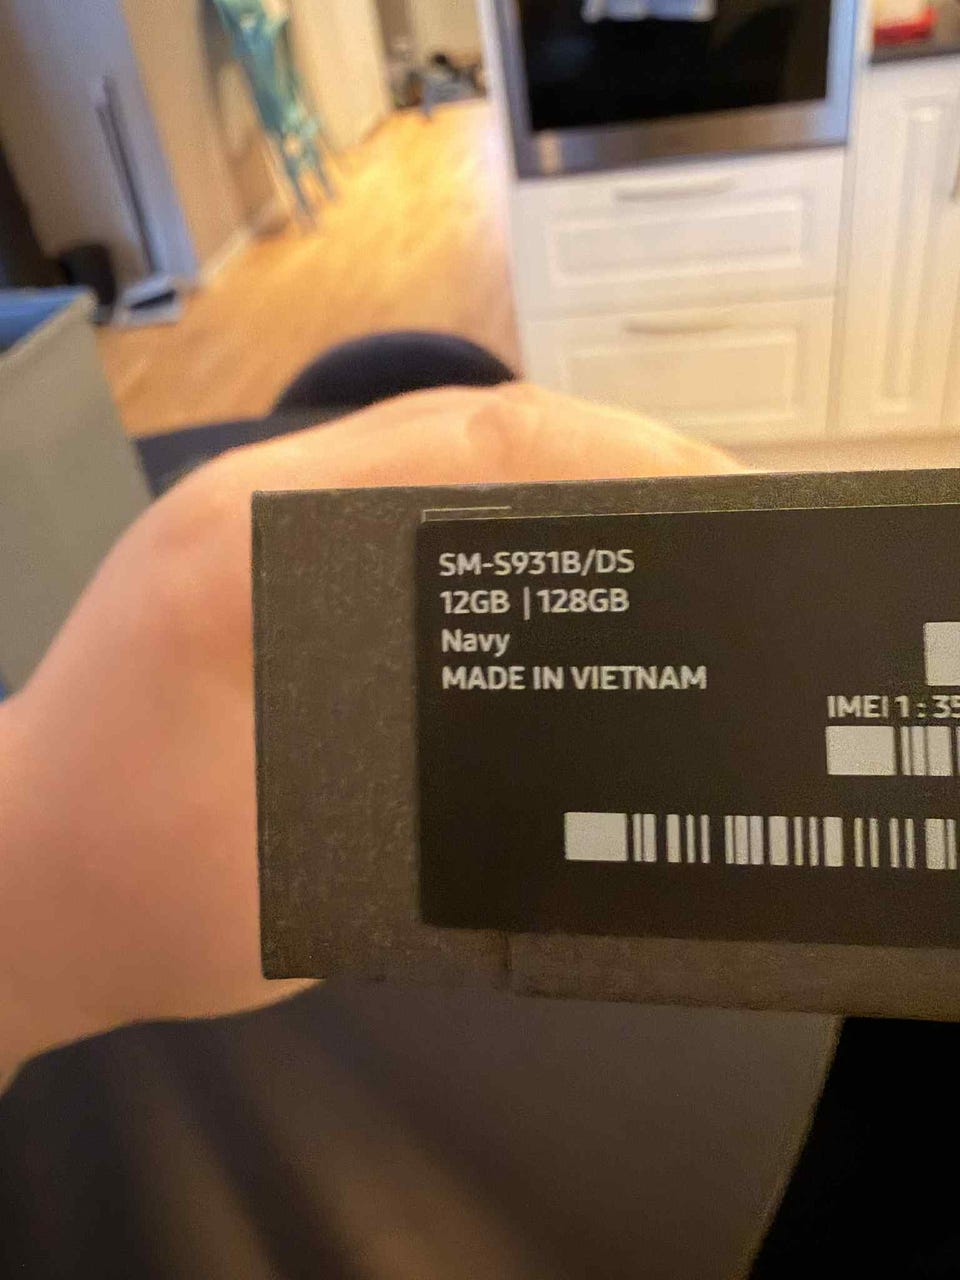 SM-S931B/DS
12GB | 128GB
Navy
MADE IN VIETNAM
IMEI 1 : 35